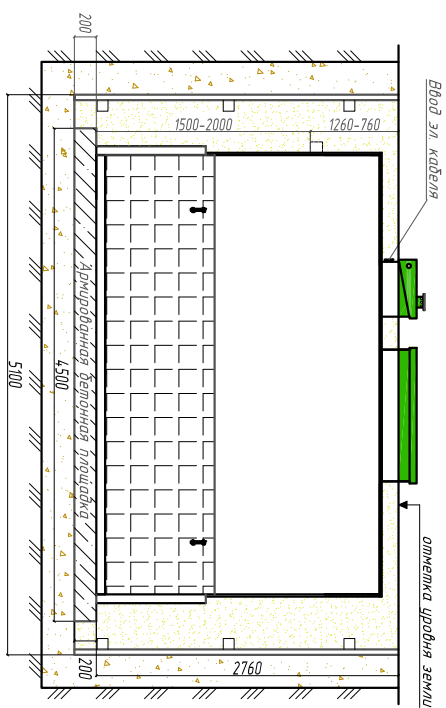 Ввод эл. кабеля
отметка уровня земли
1260-760
1500-2000
200
2760
200
Армированная бетонная площадка
4500
5100